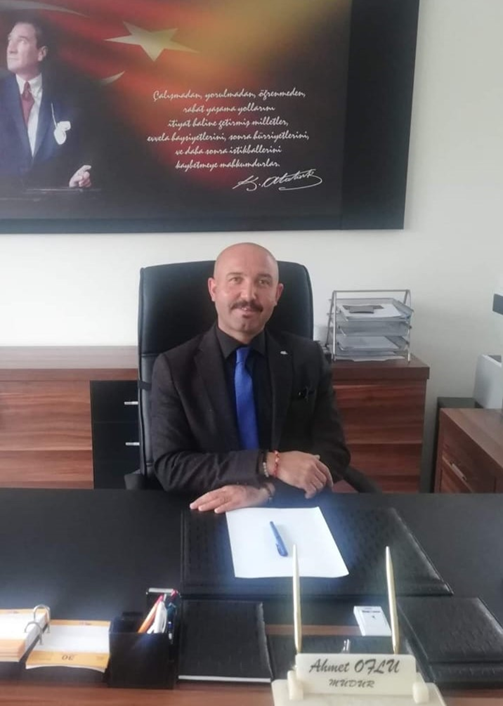 Çalışmadan, yorulmadan, öğrenmeden,
rahat yaşama yollarını
itiyat haline getirmiş milletler,
evvela haysiyetlerini, sonra hürriyetlerini,
ve daha sonra istikballerini
kaybetmeye mahkumdurlar.
K. Atatürk
Ahmet OFLU
MÜDÜR